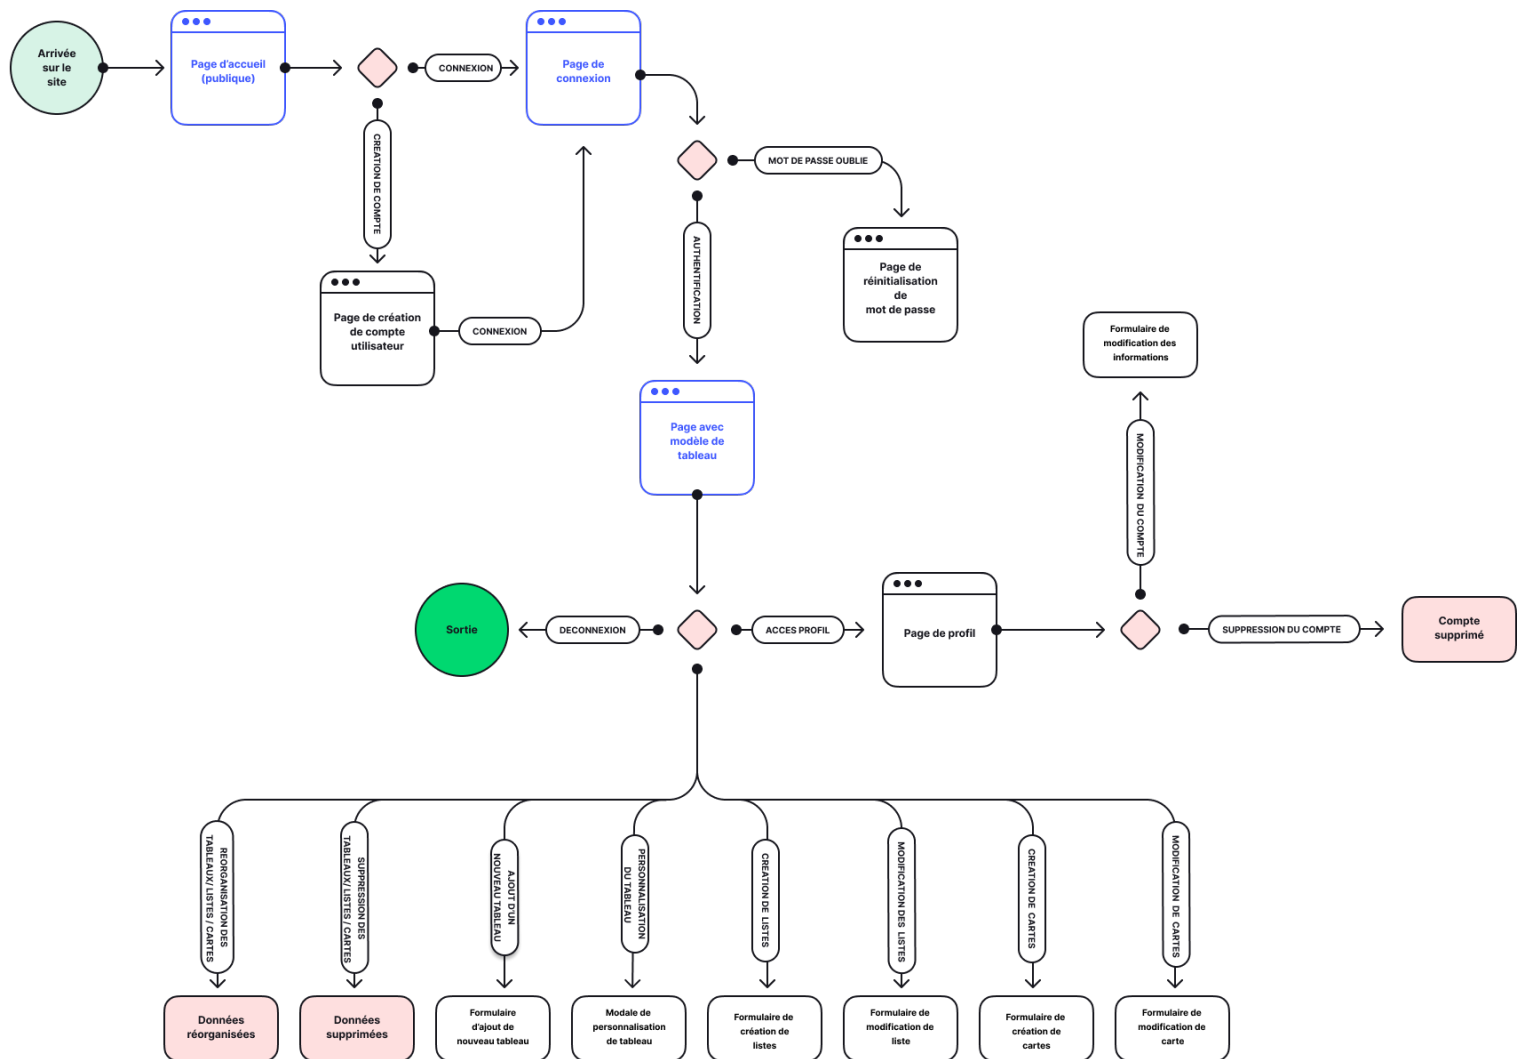 Arrivée
sur le
site
Page d'accueil
(publique)
CONNEXION
Page de
connexion
CREATION DE COMPTE
MOT DE PASSE OUBLIE
AUTHENTIFICATION
Page de
réinitialisation
de
mot de passe
Page de création
de compte
utilisateur
CONNEXION
Formulaire de
modification des
informations
Page avec
modèle de
tableau
MODIFICATION DU COMPTE
Sortie
DECONNEXION
ACCES PROFIL
Page de profil
SUPPRESSION DU COMPTE
Compte
supprimé
REORGANISATION DES
TABLEAUX/ LISTES / CARTES
SUPPRESSION DES
TABLEAUX/ LISTES / CARTES
AJOUT D'UN
NOUVEAU TABLEAU
PERSONNALISATION
DU TABLEAU
CREATION DE LISTES
MODIFICATION DES LISTES
CREATION DE CARTES
MODIFICATION DE CARTES
Données
réorganisées
Données
supprimées
Formulaire
d'ajout de
nouveau tableau
Modale de
personnalisation
de tableau
Formulaire de
création de
listes
Formulaire de
modification de
liste
Formulaire de
création de
cartes
Formulaire de
modification de
carte